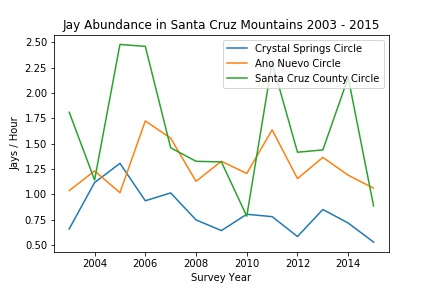 Jay Abundance in Santa Cruz Mountains 2003 - 2015
2.50
2.25
2.00
1.75
1.50
1.25
1.00
0.75
0.50
Jays / Hour
Crystal Springs Circle
Ano Nuevo Circle
Santa Cruz County Circle
2004 2006 2008 2010 2012 2014
Survey Year